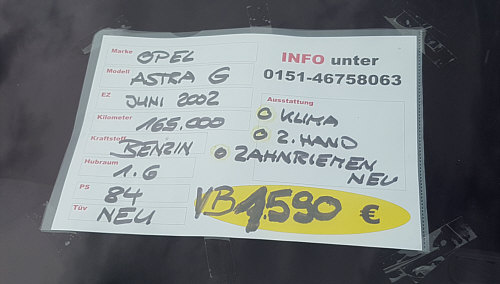 Marke OPEL
Modell ASTRA G
EZ JUNI 2002
Kilometer 165.000
Kraftstoff BENZIN
Hubraum 1.6
PS 84
Tüv NEU
INFO unter
0151-46758063
Ausstattung
O KLIMA
O 2. HAND
O ZAHNRIEMEN
NEU
VB 1.590 €